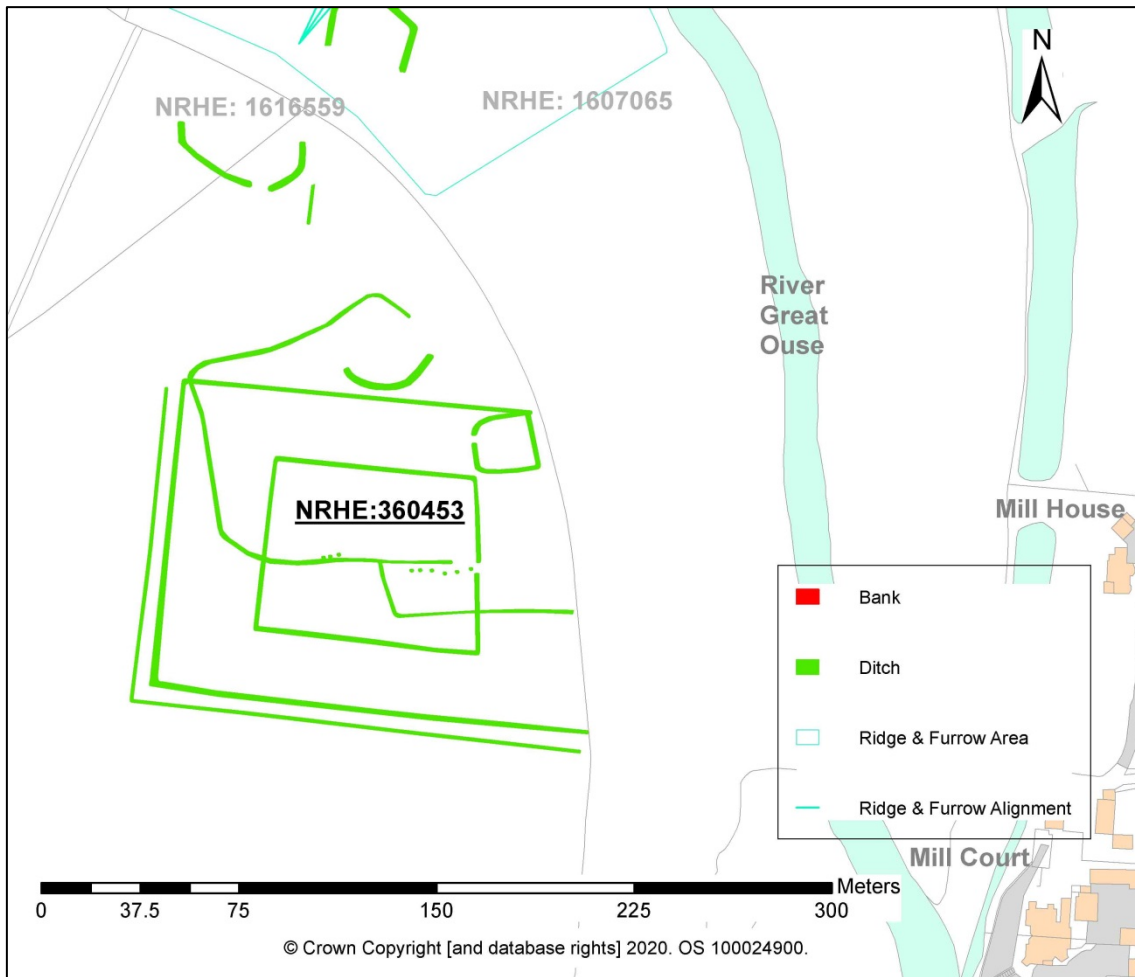 N
NRHE: 1616559
NRHE: 1607065
River
Great
Ouse
NRHE:360453
Mill House
Bank
Ditch
Ridge & Furrow Area
Ridge & Furrow Alignment
Mill Court
Meters
0 37.5 75 150 225 300
© Crown Copyright [and database rights] 2020. OS 100024900.